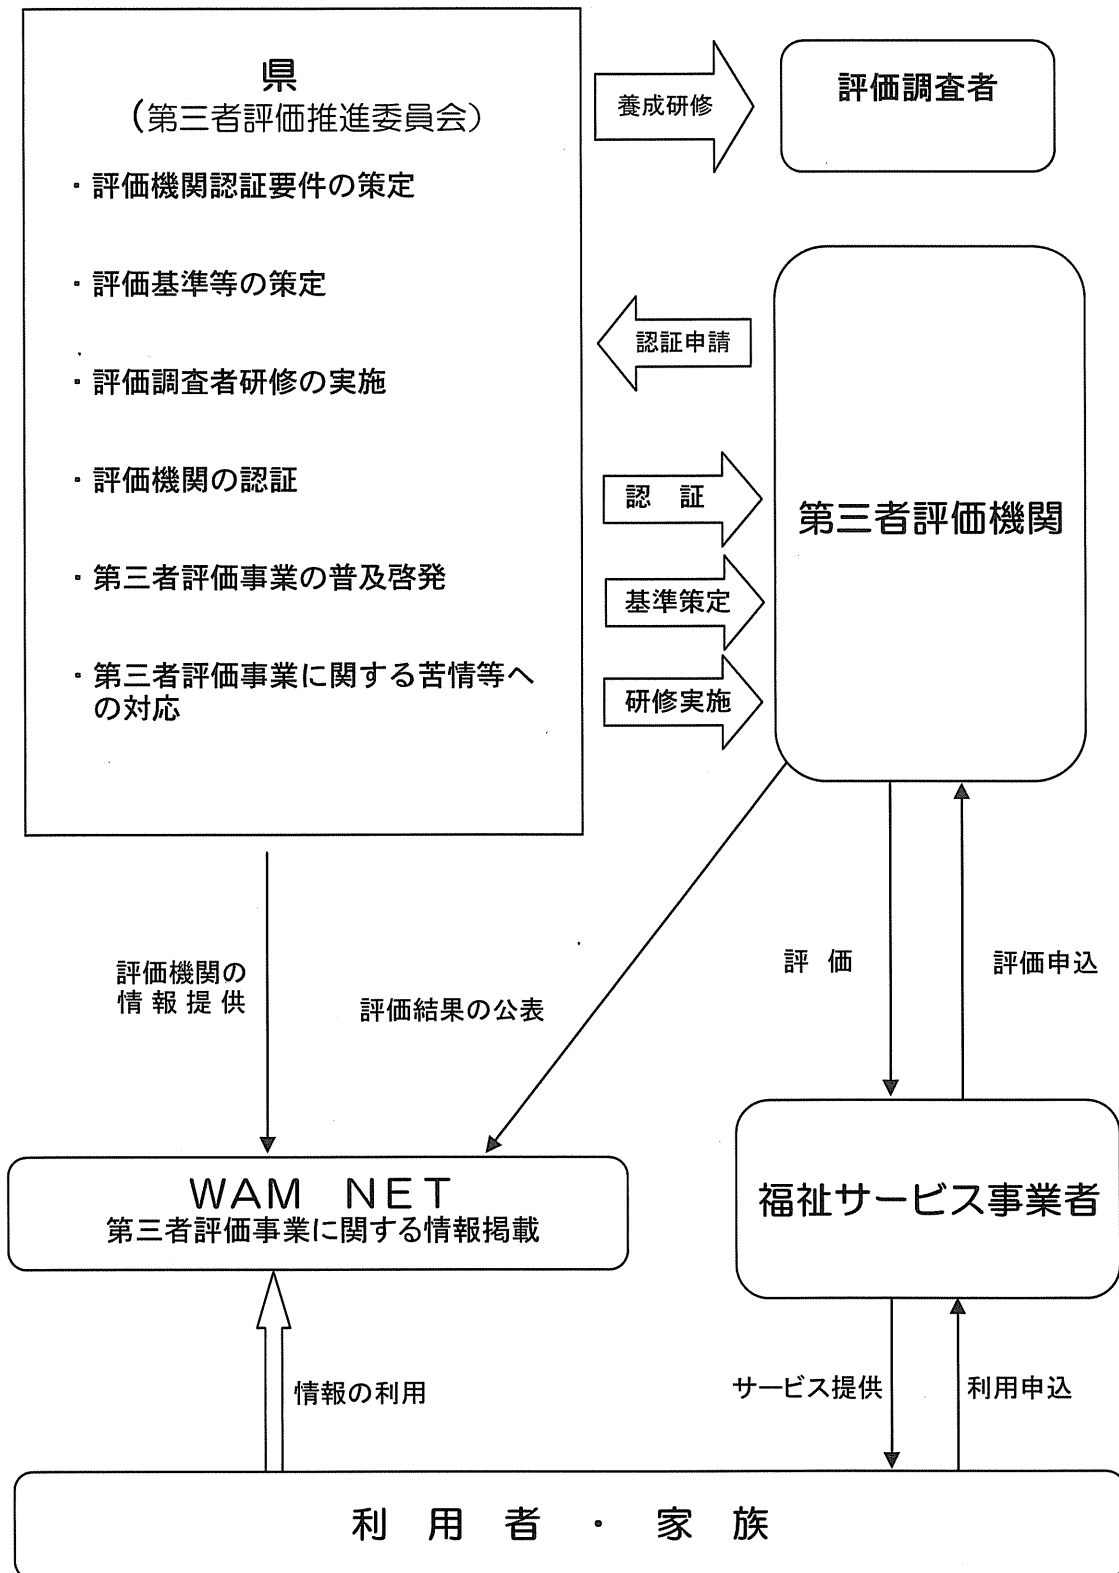 県
（第三者評価推進委員会）
・評価機関認証要件の策定
・評価基準等の策定
・評価調査者研修の実施
・評価機関の認証
・第三者評価事業の普及啓発
・第三者評価事業に関する苦情等へ
の対応
養成研修
評価調査者
認証申請
認　証
基準策定
研修実施
第三者評価機関
評価機関の
情報提供
評価結果の公表
評　価
評価申込
WAM　NET
第三者評価事業に関する情報掲載
福祉サービス事業者
情報の利用
サービス提供
利用申込
利　用　者　・　家　族